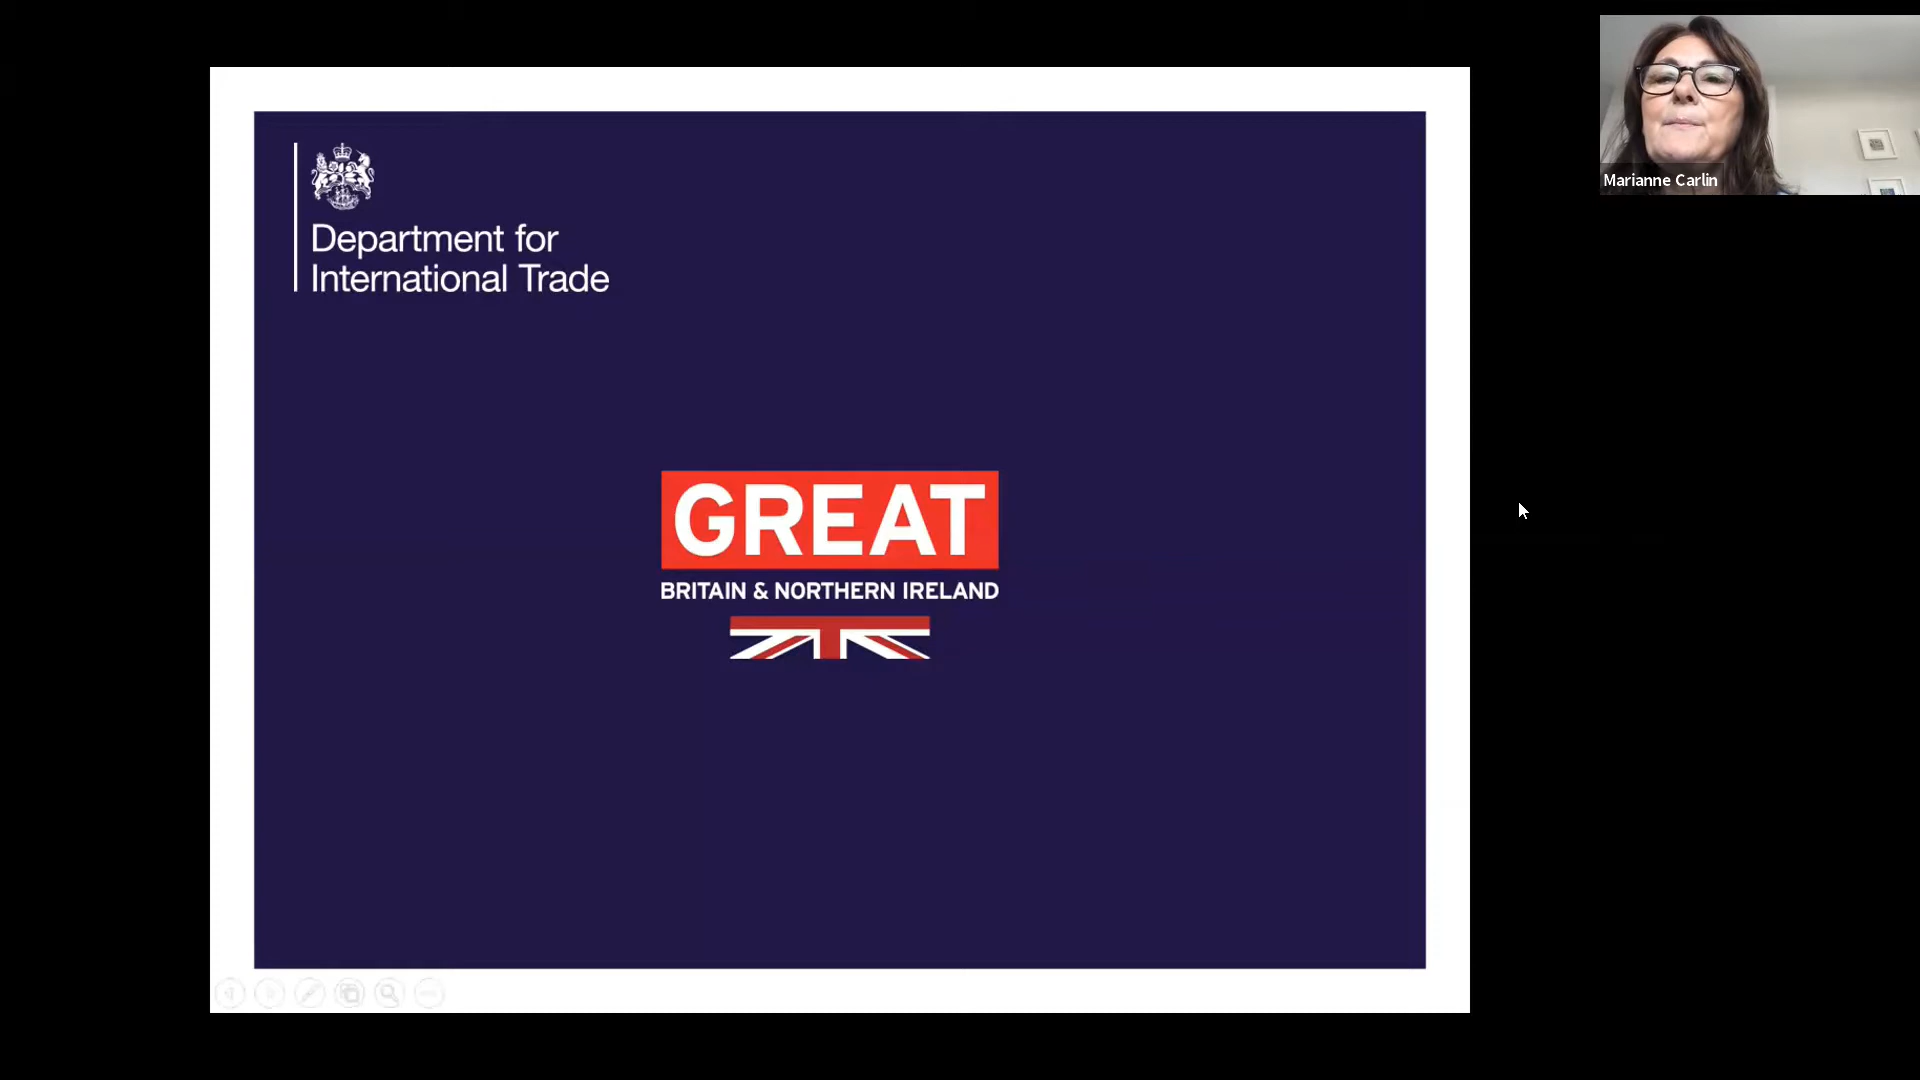 Department for
International Trade
GREAT
BRITAIN & NORTHERN IRELAND
Marianne Carlin